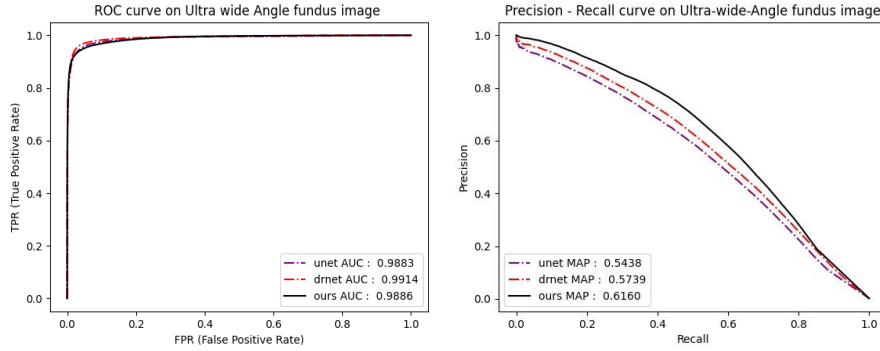 ROC curve on Ultra wide Angle fundus image
TPR (True Positive Rate)
1.0
0.8
0.6
0.4
0.2
0.0
unet AUC : 0.9883
drnet AUC : 0.9914
ours AUC : 0.9886
0.0 0.2 0.4 0.6 0.8 1.0
FPR (False Positive Rate)
Precision - Recall curve on Ultra-wide-Angle fundus image
Precision
1.0
0.8
0.6
0.4
0.2
0.0
unet MAP : 0.5438
drnet MAP : 0.5739
ours MAP : 0.6160
0.0 0.2 0.4 0.6 0.8 1.0
Recall